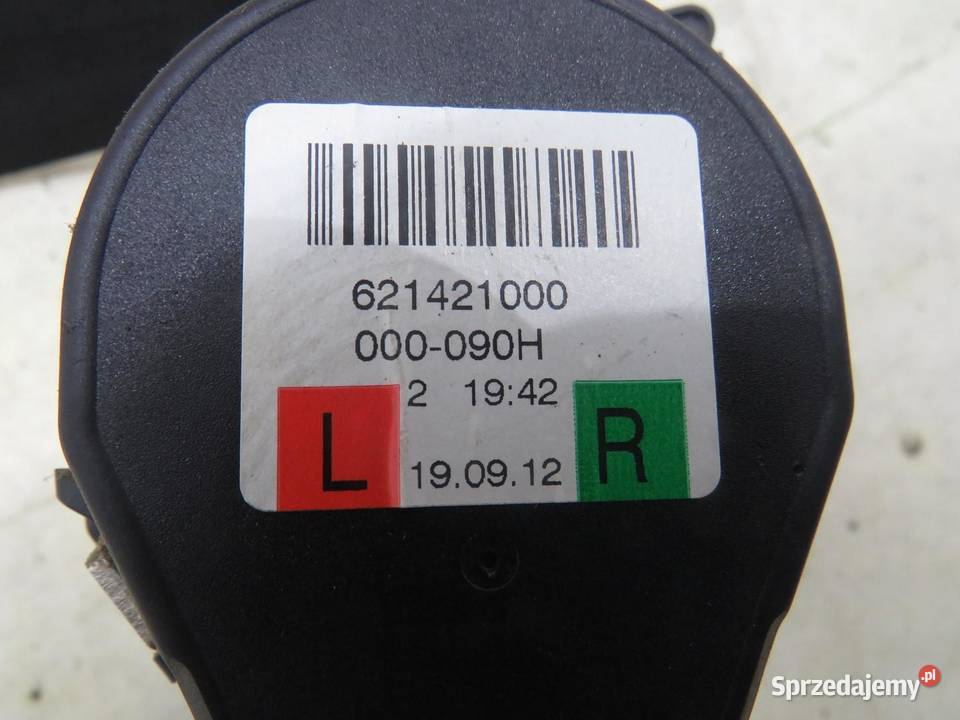 621421000
000-090H
2 19:42
L 19.09.12 R
Sprzedajemy.pl